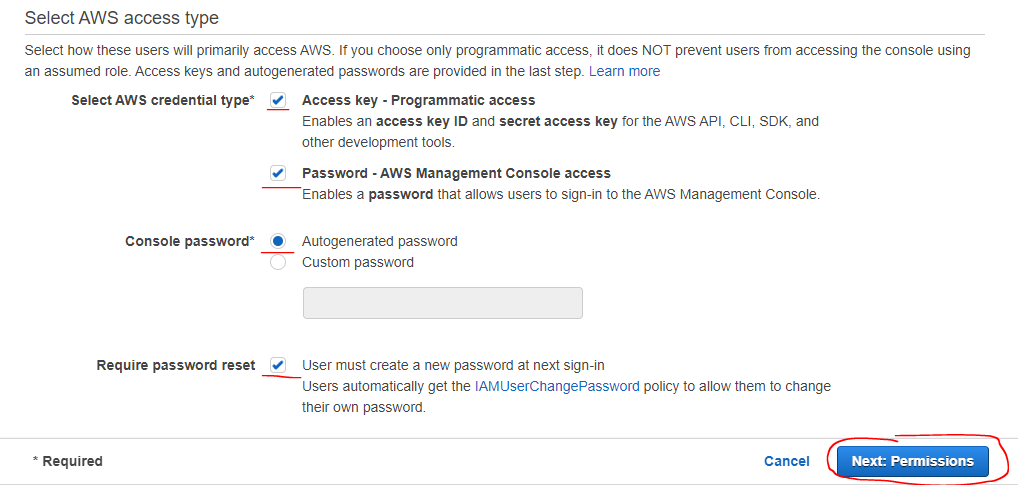 Select AWS access type
Select how these users will primarily access AWS. If you choose only programmatic access, it does NOT prevent users from accessing the console using
an assumed role. Access keys and autogenerated passwords are provided in the last step. Learn more
Select AWS credential type* Access key - Programmatic access
Enables an access key ID and secret access key for the AWS API, CLI, SDK, and
other development tools.
Password - AWS Management Console access
Enables a password that allows users to sign-in to the AWS Management Console.
Console password* Autogenerated password
Custom password
Require password reset User must create a new password at next sign-in
Users automatically get the IAMUserChangePassword policy to allow them to change
their own password.
* Required Cancel Next: Permissions